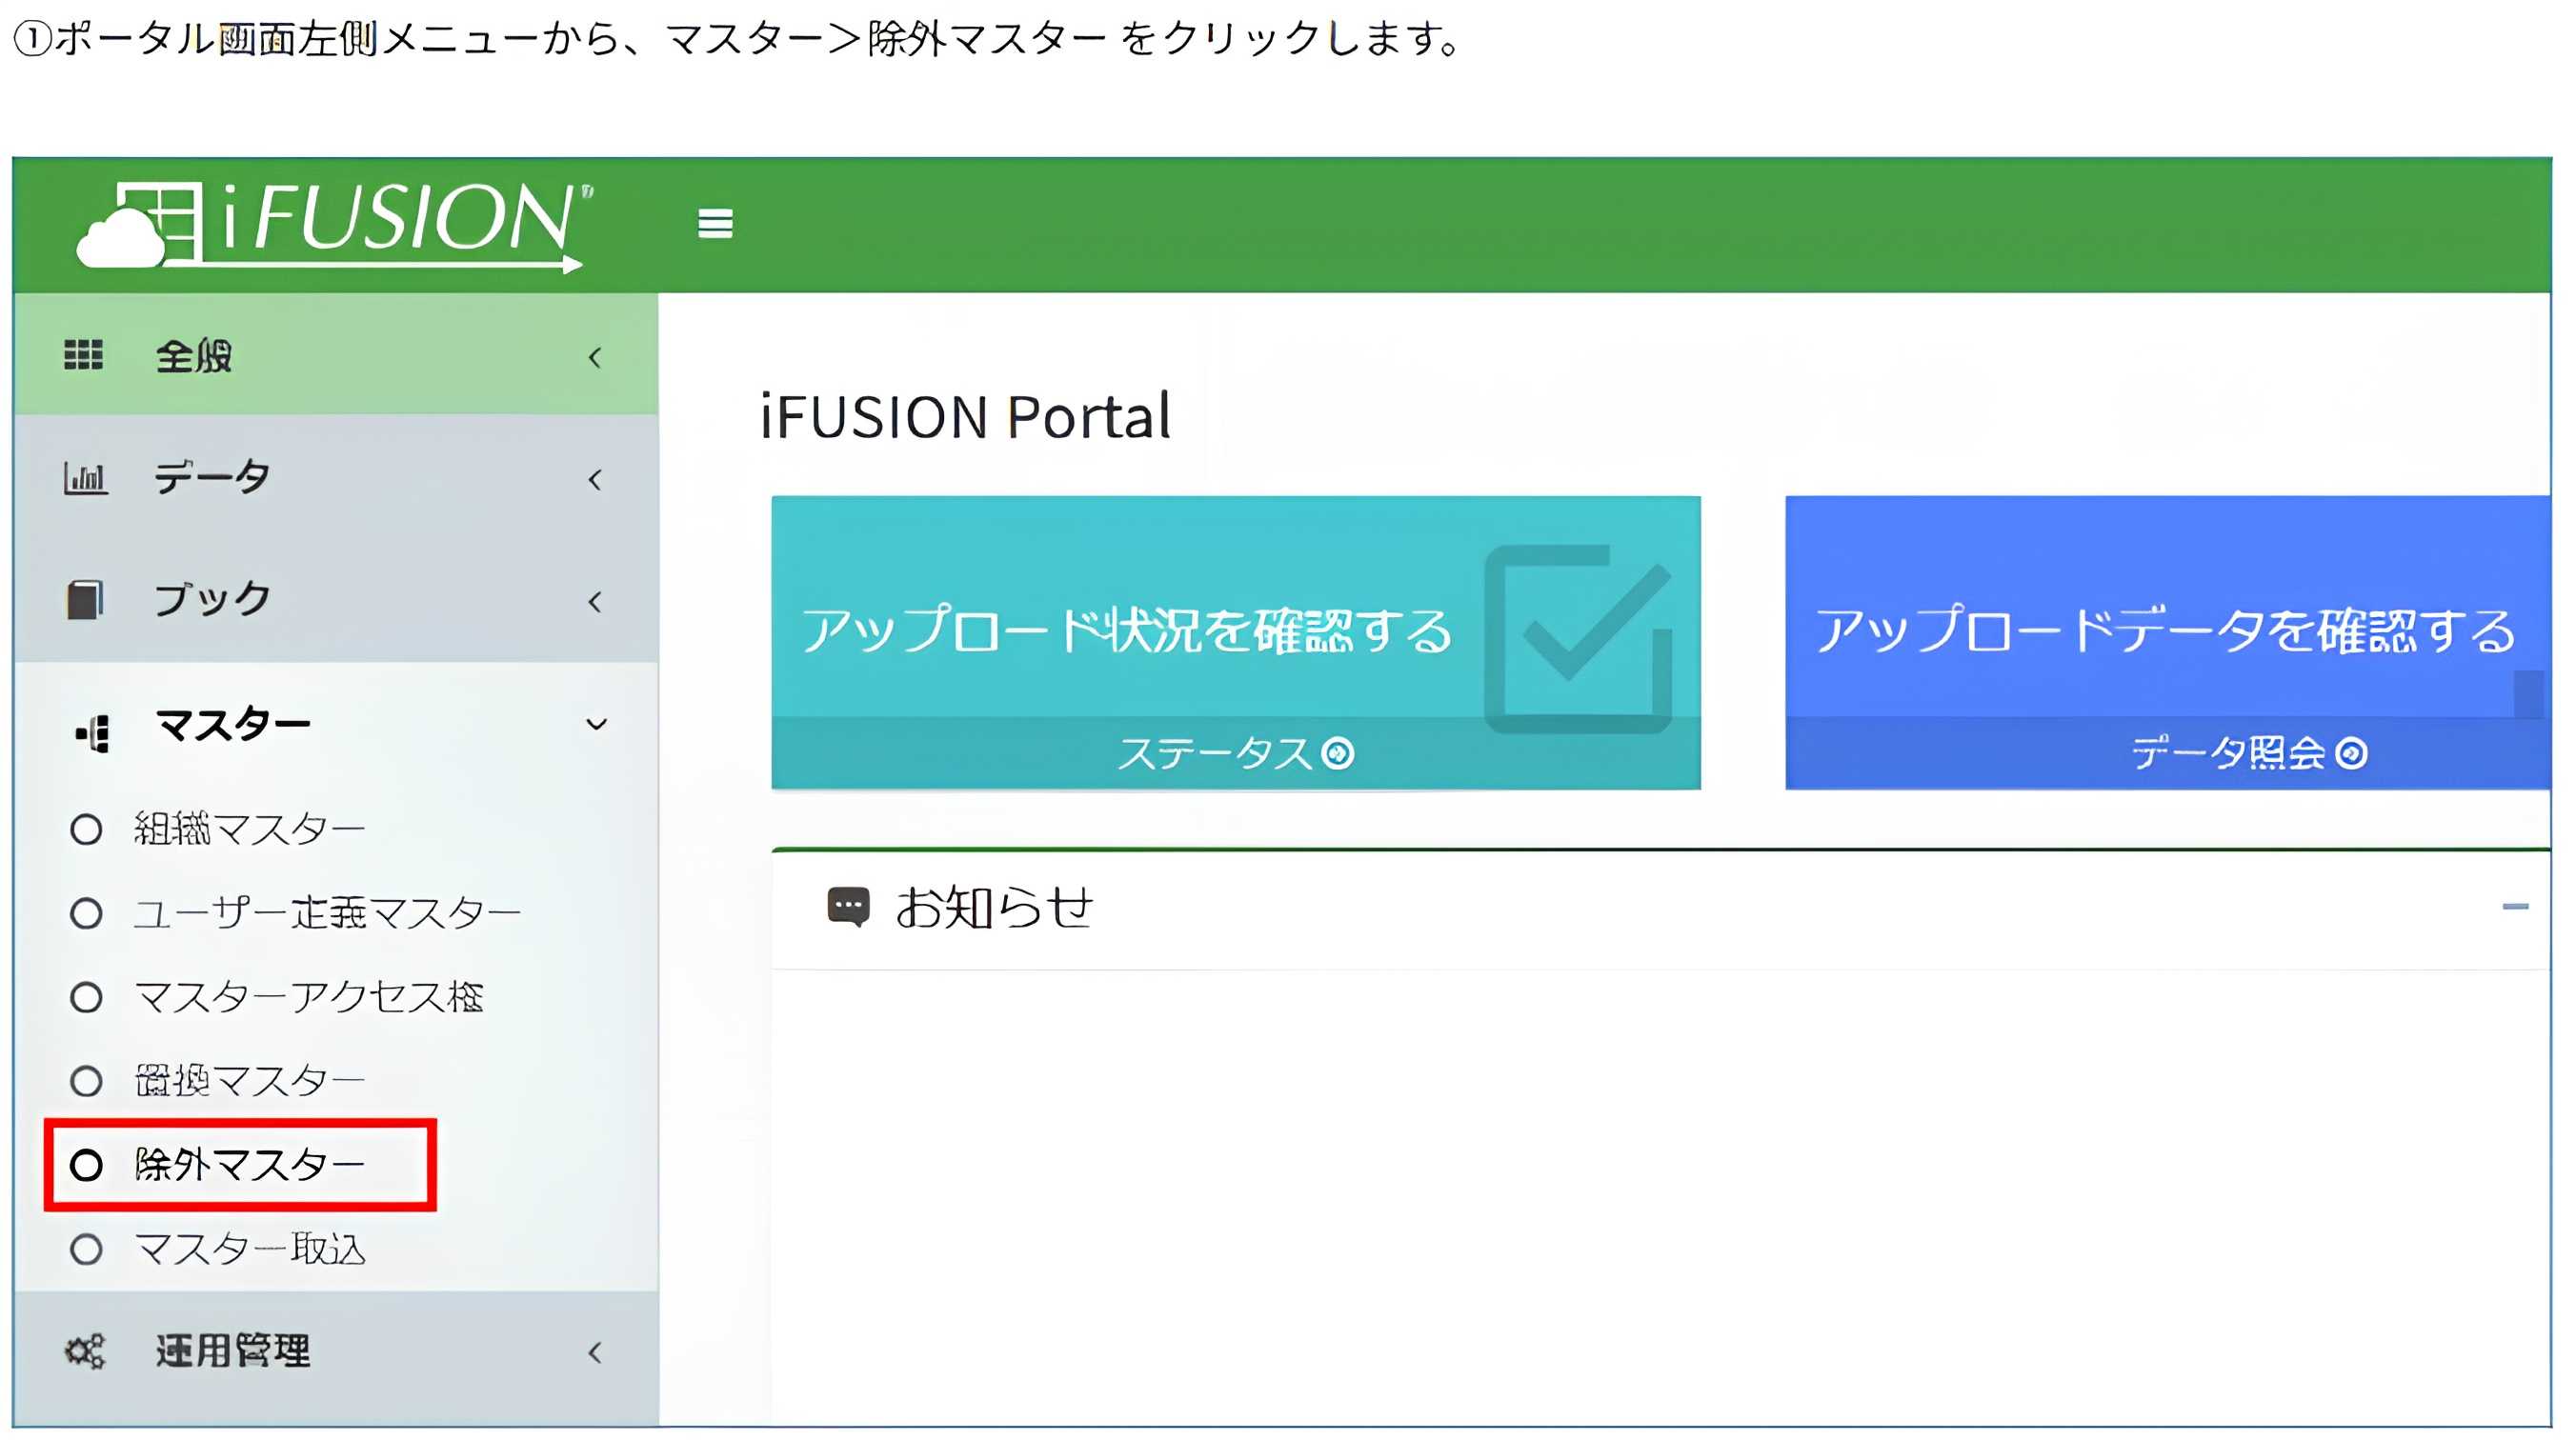 ①ポータル画面左側メニューから、マスター＞除外マスター をクリックします。
iFUSION
全般
データ
ブック
マスター
組織マスター
ユーザー定義マスター
マスターアクセス権
置換マスター
除外マスター
マスター取込
運用管理
iFUSION Portal
アップロード状況を確認する
ステータス
アップロードデータを確認する
データ照会
お知らせ